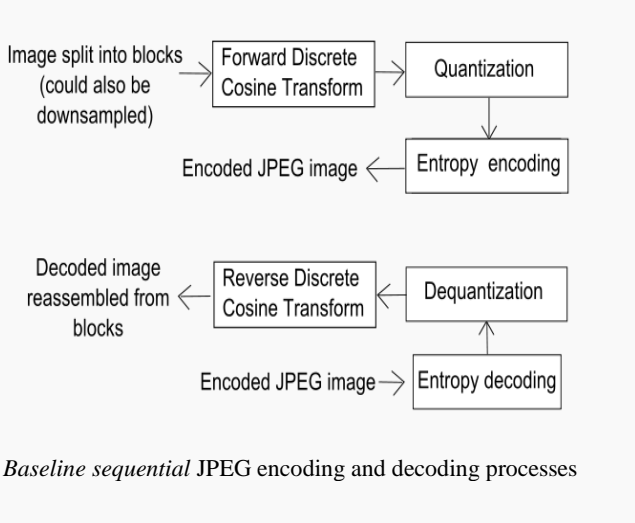 Image split into blocks
(could also be
downsampled)
Forward Discrete
Cosine Transform
Quantization
Entropy encoding
Encoded JPEG image
Decoded image
reassembled from
blocks
Reverse Discrete
Cosine Transform
Dequantization
Encoded JPEG image
Entropy decoding
Baseline sequential JPEG encoding and decoding processes